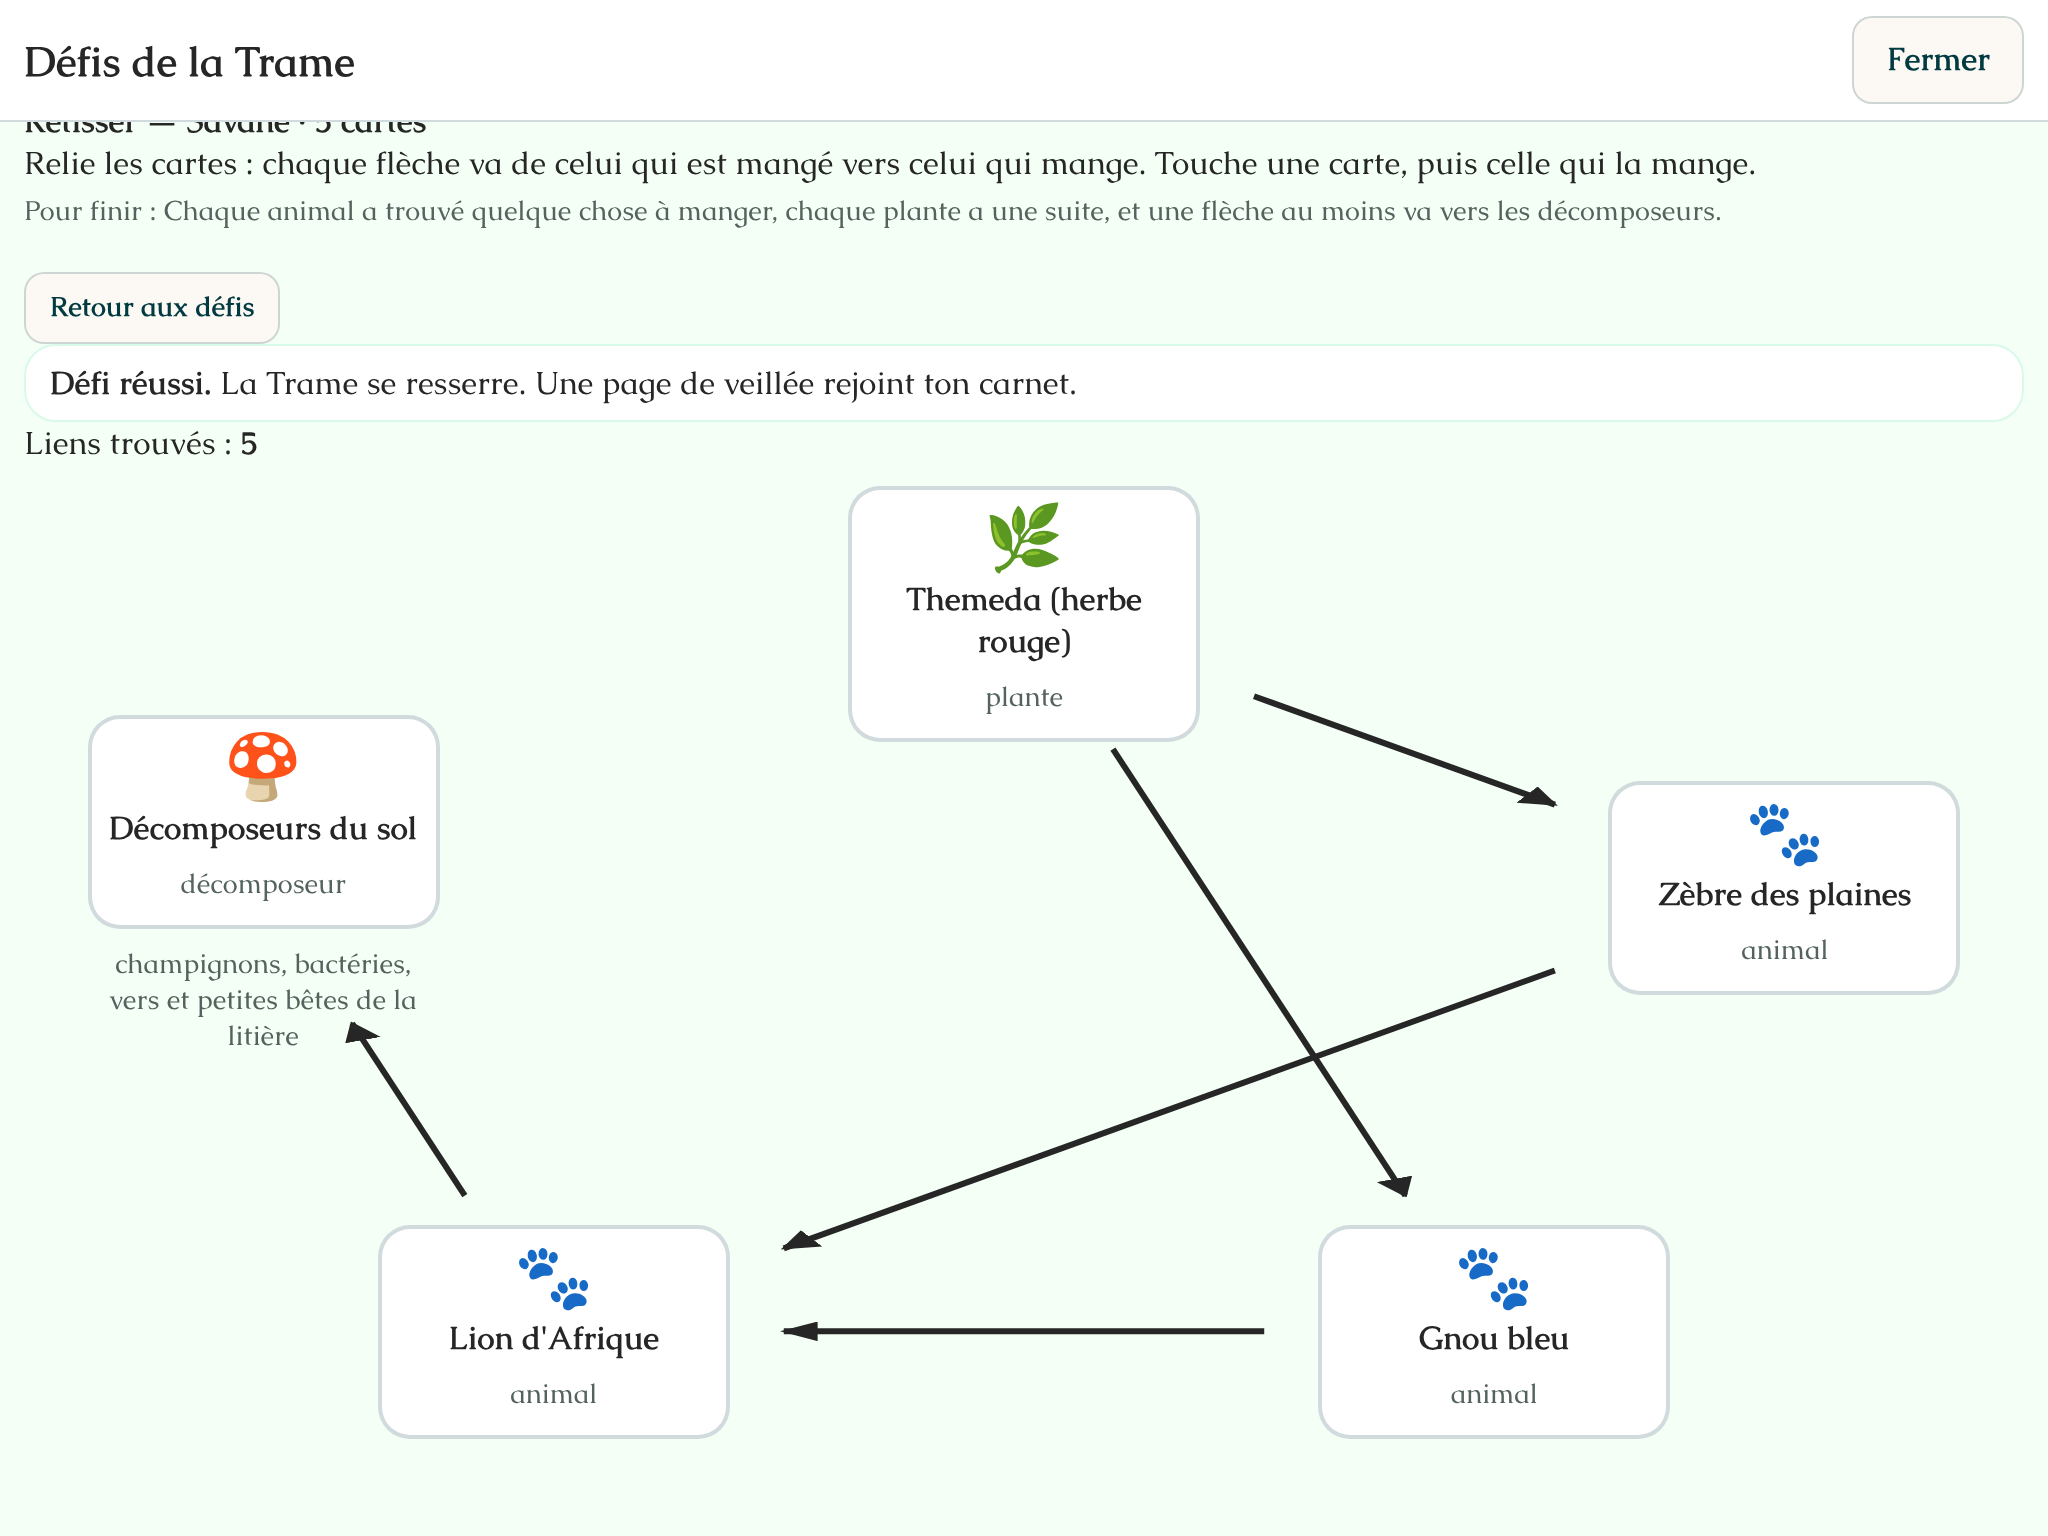 Défis de la Trame
Fermer
Retisser — Savane · 5 cartes
Relie les cartes : chaque flèche va de celui qui est mangé vers celui qui mange. Touche une carte, puis celle qui la mange.
Pour finir : Chaque animal a trouvé quelque chose à manger, chaque plante a une suite, et une flèche au moins va vers les décomposeurs.
Retour aux défis
Défi réussi. La Trame se resserre. Une page de veillée rejoint ton carnet.
Liens trouvés : 5
Themeda (herbe
rouge)
plante
Décomposeurs du sol
décomposeur
champignons, bactéries,
vers et petites bêtes de la
litière
Zèbre des plaines
animal
Lion d'Afrique
animal
Gnou bleu
animal